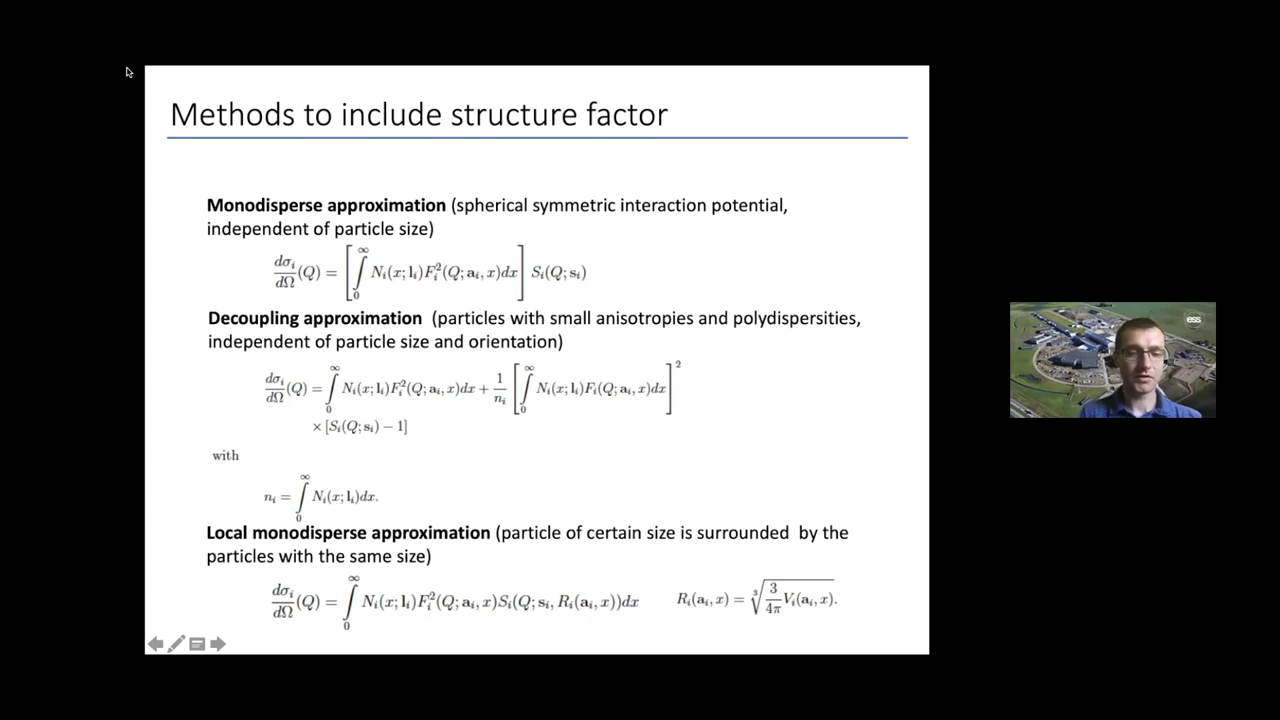 Methods to include structure factor
Monodisperse approximation (spherical symmetric interaction potential,
independent of particle size)
dσᵢ/dΩ (Q) = [ ∫₀^∞ Nᵢ(x; lᵢ)Fᵢ²(Q; aᵢ, x)dx ] Sᵢ(Q; sᵢ)
Decoupling approximation (particles with small anisotropies and polydispersities,
independent of particle size and orientation)
dσᵢ/dΩ (Q) = ∫₀^∞ Nᵢ(x; lᵢ)Fᵢ²(Q; aᵢ, x)dx + 1/nᵢ [ ∫₀^∞ Nᵢ(x; lᵢ)Fᵢ(Q; aᵢ, x)dx ]²
× [Sᵢ(Q; sᵢ) − 1]
with
nᵢ = ∫₀^∞ Nᵢ(x; lᵢ)dx.
Local monodisperse approximation (particle of certain size is surrounded by the
particles with the same size)
dσᵢ/dΩ (Q) = ∫₀^∞ Nᵢ(x; lᵢ)Fᵢ²(Q; aᵢ, x)Sᵢ(Q; sᵢ, Rᵢ(aᵢ, x))dx Rᵢ(aᵢ, x) = ∛(3/4π Vᵢ(aᵢ, x)).
ess